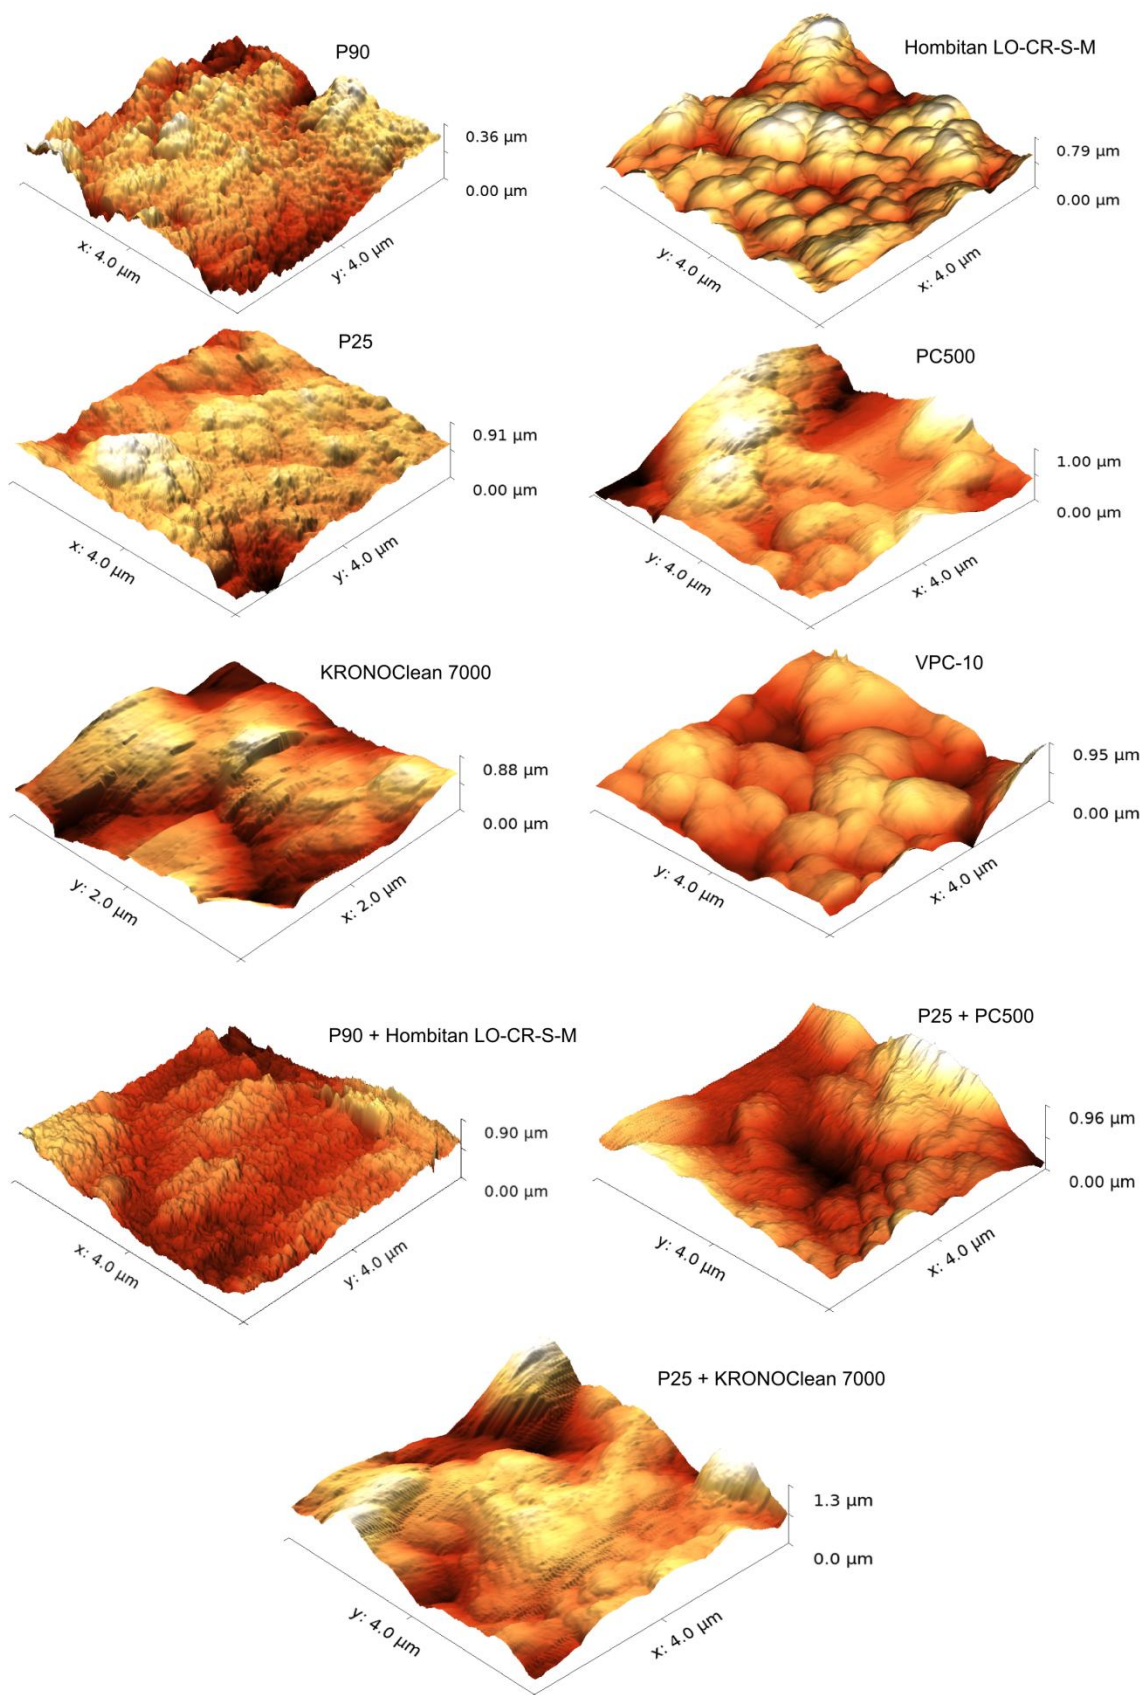 P90
0.36 µm
0.00 µm
x: 4.0 µm
y: 4.0 µm
Hombitan LO-CR-S-M
0.79 µm
0.00 µm
y: 4.0 µm
x: 4.0 µm
P25
0.91 µm
0.00 µm
x: 4.0 µm
y: 4.0 µm
PC500
1.00 µm
0.00 µm
y: 4.0 µm
x: 4.0 µm
KRONOClean 7000
0.88 µm
0.00 µm
y: 2.0 µm
x: 2.0 µm
VPC-10
0.95 µm
0.00 µm
y: 4.0 µm
x: 4.0 µm
P90 + Hombitan LO-CR-S-M
0.90 µm
0.00 µm
x: 4.0 µm
y: 4.0 µm
P25 + PC500
0.96 µm
0.00 µm
y: 4.0 µm
x: 4.0 µm
P25 + KRONOClean 7000
1.3 µm
0.0 µm
y: 4.0 µm
x: 4.0 µm